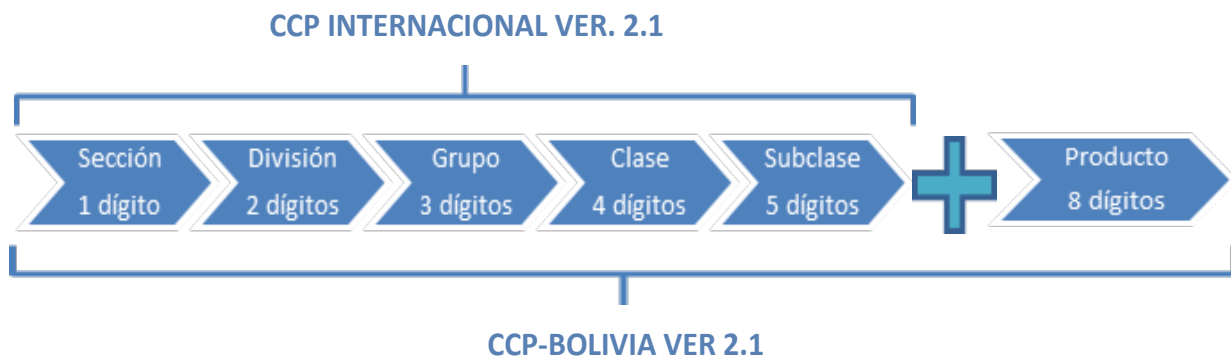 CCP INTERNACIONAL VER. 2.1
Sección
1 dígito
División
2 dígitos
Grupo
3 dígitos
Clase
4 dígitos
Subclase
5 dígitos
Producto
8 dígitos
CCP-BOLIVIA VER 2.1